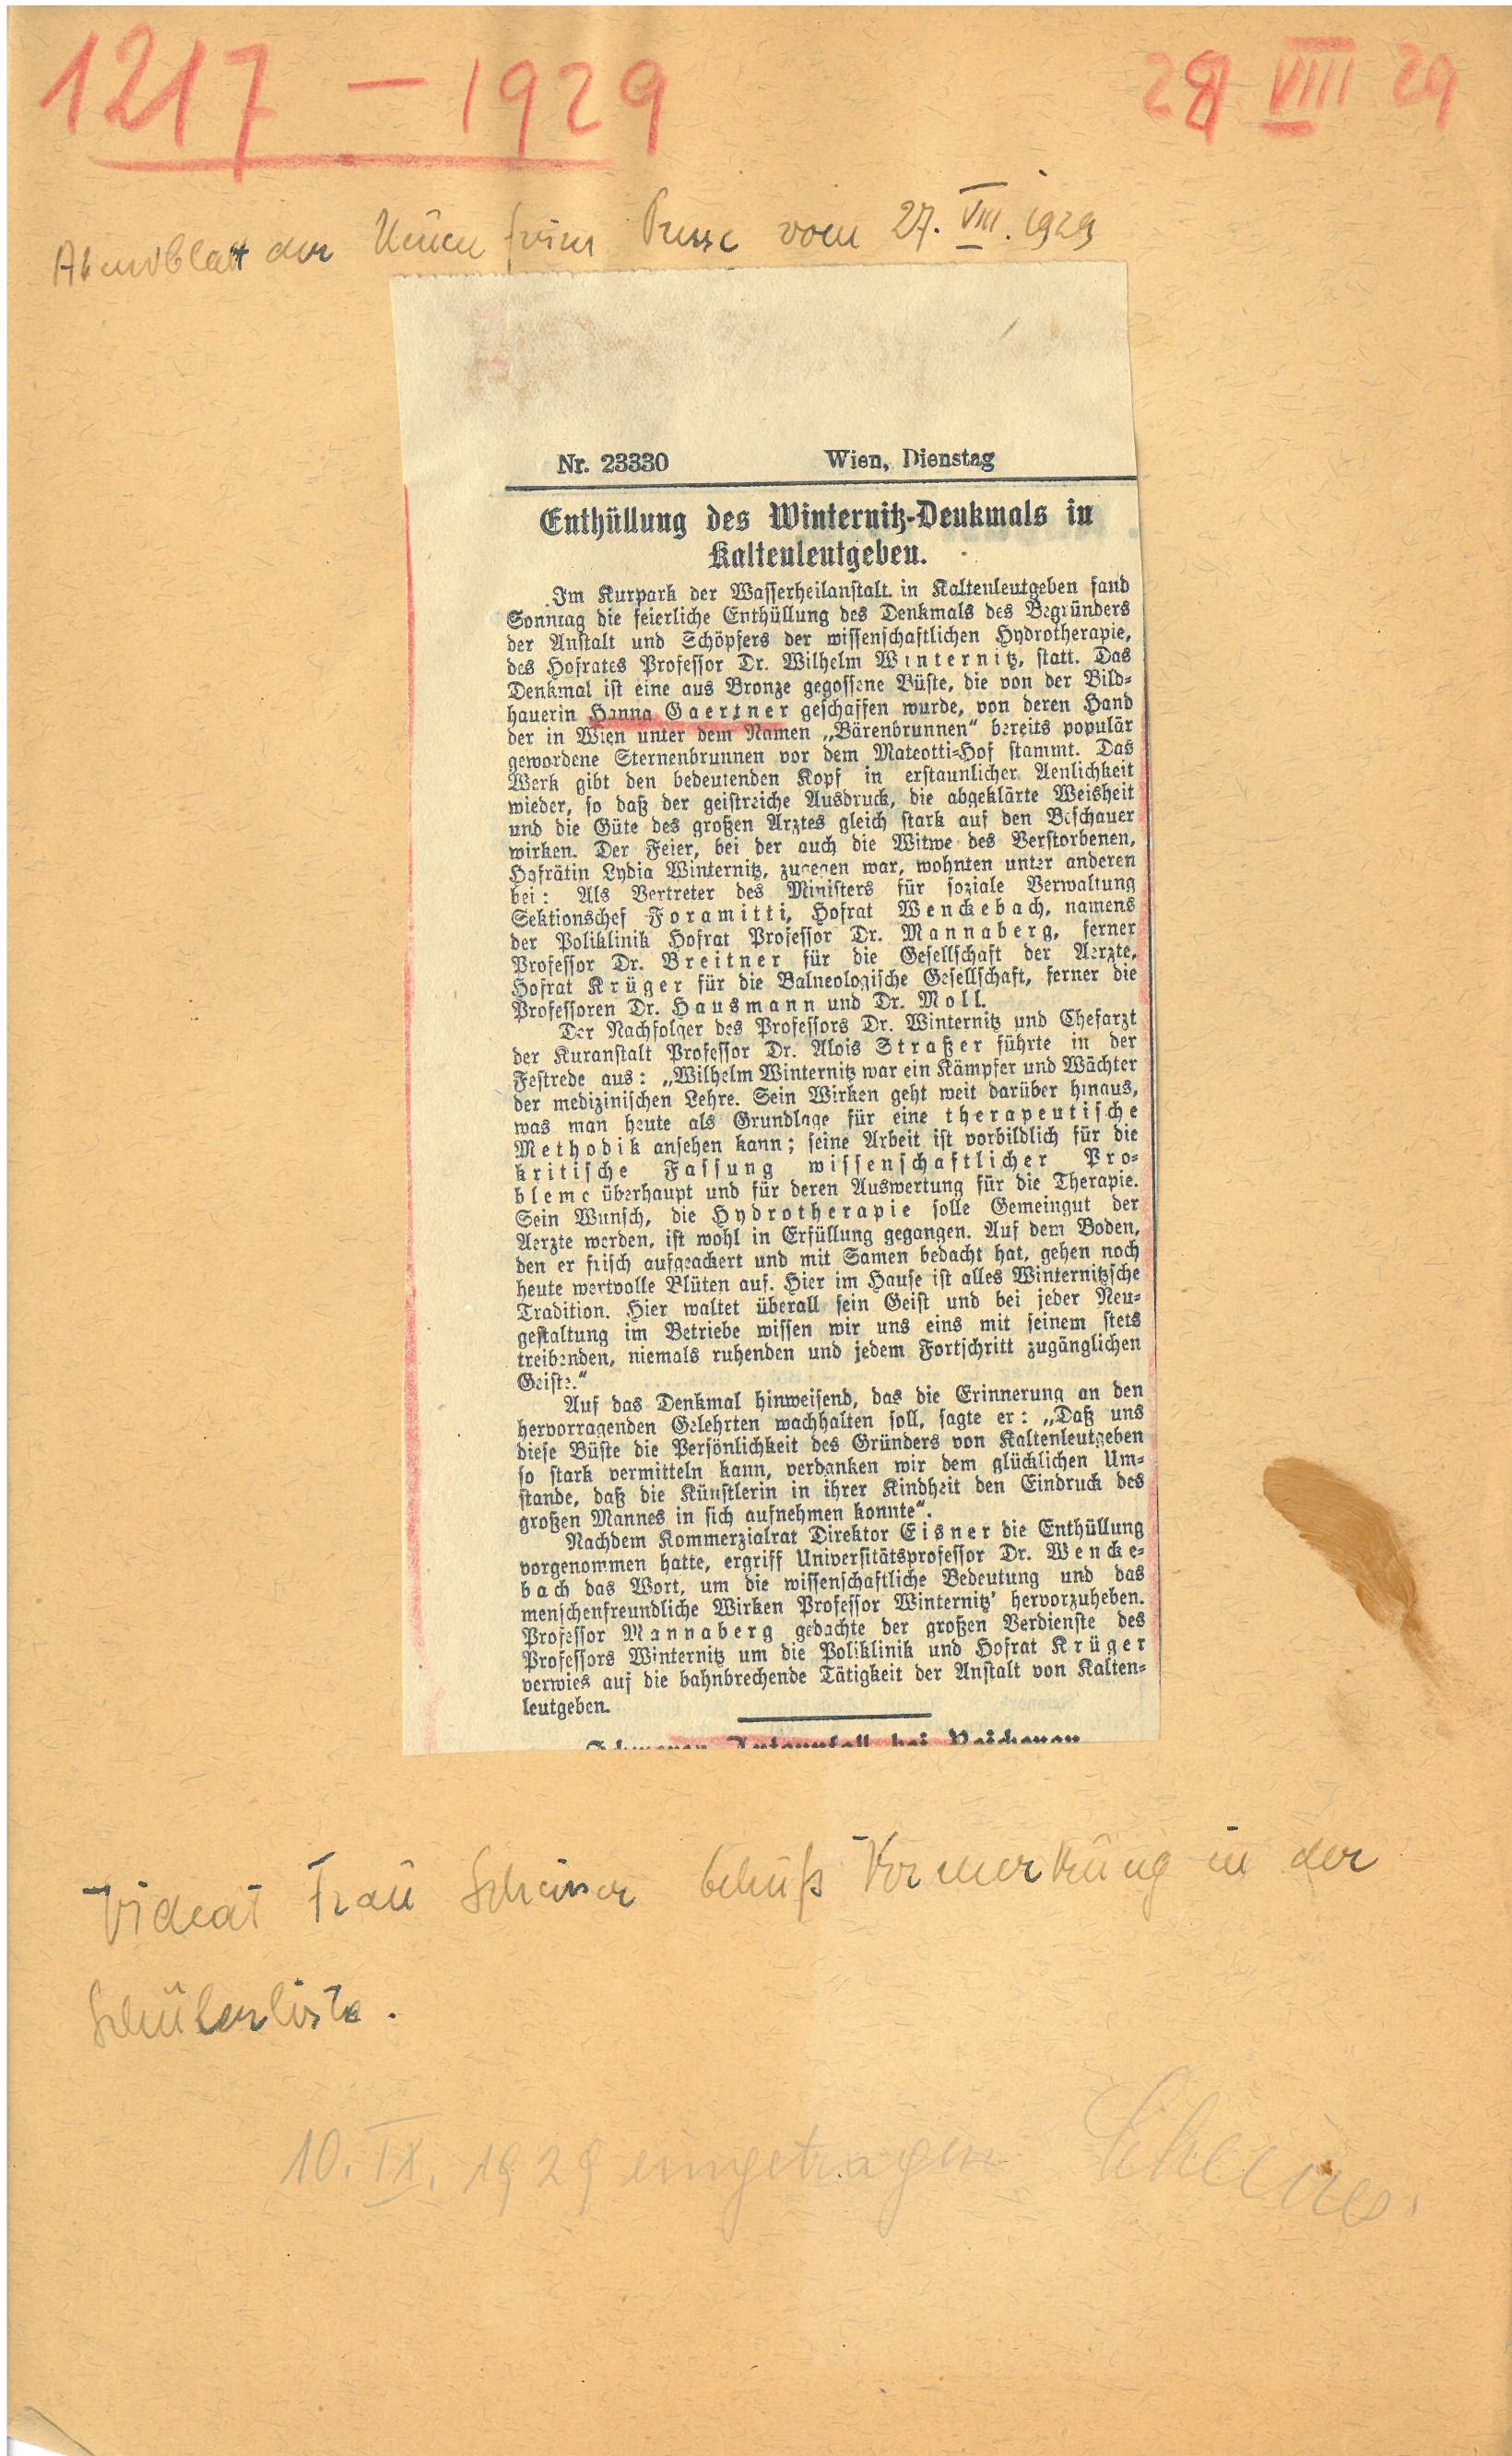 1217 – 1929
28 VIII 29
Abendblatt der Neuen freien Presse vom 27. VIII. 1929
Nr. 23330 Wien, Dienstag
Enthüllung des Winternitz-Denkmals in
Kaltenleutgeben.
Im Kurpark der Wasserheilanstalt in Kaltenleutgeben fand
Sonntag die feierliche Enthüllung des Denkmals des Begründers
der Anstalt und Schöpfers der wissenschaftlichen Hydrotherapie,
des Hofrates Professor Dr. Wilhelm Winternitz, statt. Das
Denkmal ist eine aus Bronze gegossene Büste, die von der Bild-
hauerin Hanna Gaertner geschaffen wurde, von deren Hand
der in Wien unter dem Namen „Bärenbrunnen" bereits populär
gewordene Sternenbrunnen vor dem Mateotti-Hof stammt. Das
Werk gibt den bedeutenden Kopf in erstaunlicher Aenlichkeit
wieder, so daß der geistreiche Ausdruck, die abgeklärte Weisheit
und die Güte des großen Arztes gleich stark auf den Beschauer
wirken. Der Feier, bei der auch die Witwe des Verstorbenen,
Hofrätin Lydia Winternitz, zugegen war, wohnten unter anderen
bei: Als Vertreter des Ministers für soziale Verwaltung
Sektionschef Foramitti, Hofrat Wenckebach, namens
der Poliklinik Hofrat Professor Dr. Mannaberg, ferner
Professor Dr. Breitner für die Gesellschaft der Aerzte,
Hofrat Krüger für die Balneologische Gesellschaft, ferner die
Professoren Dr. Hausmann und Dr. Moll.
Der Nachfolger des Professors Dr. Winternitz und Chefarzt
der Kuranstalt Professor Dr. Alois Straßer führte in der
Festrede aus: „Wilhelm Winternitz war ein Kämpfer und Wächter
der medizinischen Lehre. Sein Wirken geht weit darüber hinaus,
was man heute als Grundlage für eine therapeutische
Methodik ansehen kann; seine Arbeit ist vorbildlich für die
kritische Fassung wissenschaftlicher Pro-
bleme überhaupt und für deren Auswertung für die Therapie.
Sein Wunsch, die Hydrotherapie solle Gemeingut der
Aerzte werden, ist wohl in Erfüllung gegangen. Auf dem Boden,
den er frisch aufgeackert und mit Samen bedacht hat, gehen noch
heute wertvolle Blüten auf. Hier im Hause ist alles Winternitzsche
Tradition. Hier waltet überall sein Geist und bei jeder Neu-
gestaltung im Betriebe wissen wir uns eins mit seinem stets
treibenden, niemals ruhenden und jedem Fortschritt zugänglichen
Geiste."
Auf das Denkmal hinweisend, das die Erinnerung an den
hervorragenden Gelehrten wachhalten soll, sagte er: „Daß uns
diese Büste die Persönlichkeit des Gründers von Kaltenleutgeben
so stark vermitteln kann, verdanken wir dem glücklichen Um-
stande, daß die Künstlerin in ihrer Kindheit den Eindruck des
großen Mannes in sich aufnehmen konnte".
Nachdem Kommerzialrat Direktor Eisner die Enthüllung
vorgenommen hatte, ergriff Universitätsprofessor Dr. Wencke-
bach das Wort, um die wissenschaftliche Bedeutung und das
menschenfreundliche Wirken Professor Winternitz' hervorzuheben.
Professor Mannaberg gedachte der großen Verdienste des
Professors Winternitz um die Poliklinik und Hofrat Krüger
verwies auf die bahnbrechende Tätigkeit der Anstalt von Kalten-
leutgeben.
Schwerer Autounfall bei Reichenau
Videat Frau Scheiner behufs Vormerkung in der
Schülerliste.
10. IX. 1929 eingetragen Scheiner